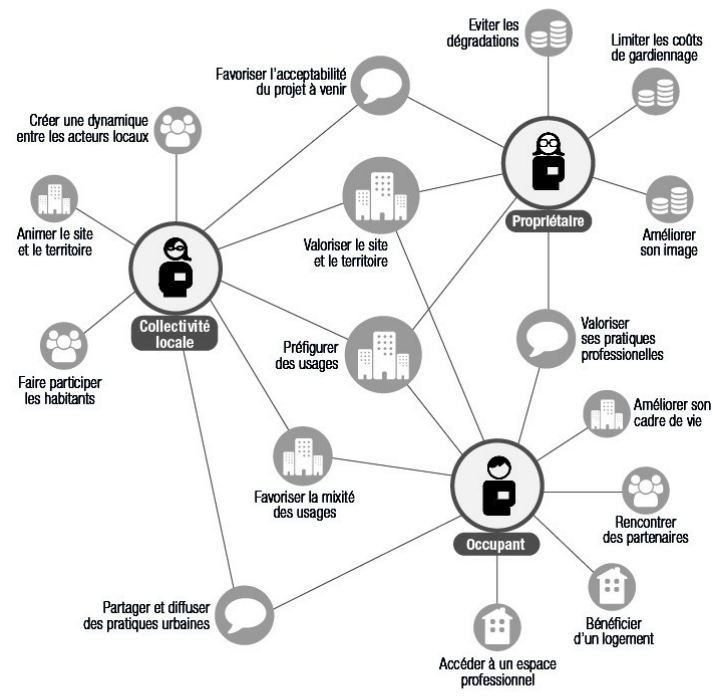 Eviter les
dégradations
Limiter les coûts
de gardiennage
Favoriser l'acceptabilité
du projet à venir
Créer une dynamique
entre les acteurs locaux
Propriétaire
Animer le site
et le territoire
Valoriser le site
et le territoire
Améliorer
son image
Collectivité
locale
Préfigurer
des usages
Valoriser
ses pratiques
professionelles
Faire participer
les habitants
Améliorer son
cadre de vie
Favoriser la mixité
des usages
Rencontrer
des partenaires
Occupant
Partager et diffuser
des pratiques urbaines
Bénéficier
d'un logement
Accéder à un espace
professionnel